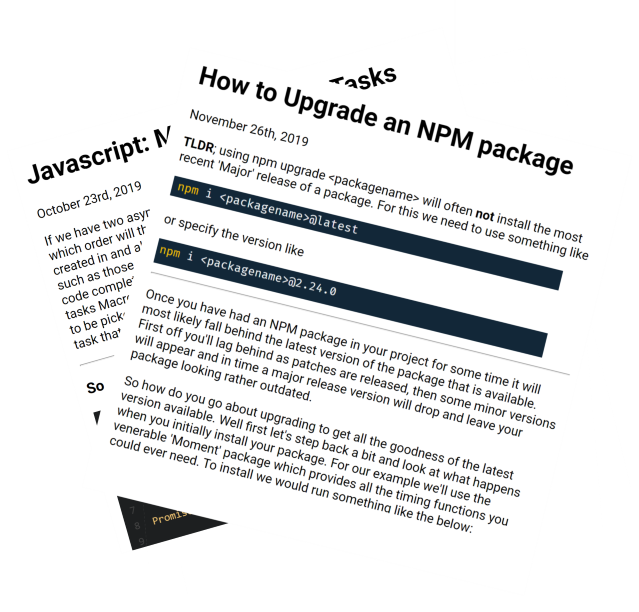 How to Upgrade an NPM package
November 26th, 2019
TLDR; using npm upgrade <packagename> will often not install the most
recent 'Major' release of a package. For this we need to use something like
npm i <packagename>@latest
or specify the version like
npm i <packagename>@2.24.0
Once you have had an NPM package in your project for some time it will
most likely fall behind the latest version of the package that is available.
First off you'll lag behind as patches are released, then some minor versions
will appear and in time a major release version will drop and leave your
package looking rather outdated.
So how do you go about upgrading to get all the goodness of the latest
version available. Well first let's step back a bit and look at what happens
when you initially install your package. For our example we'll use the
venerable 'Moment' package which provides all the timing functions you
could ever need. To install we would run something like the below:
Javascript: M
October 23rd, 2019
If we have two
which order will
created in and
such as those
code
tasks
to be
task
So
7
8
9